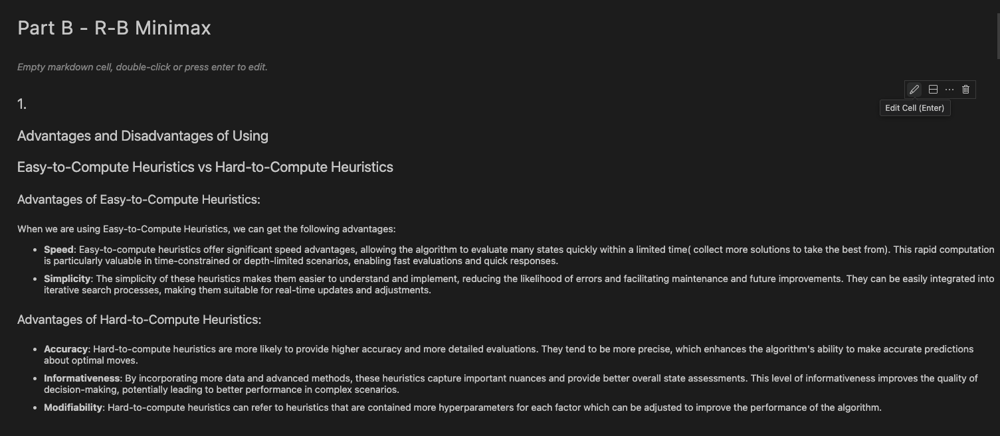 Part B - R-B Minimax
Empty markdown cell, double-click or press enter to edit.
1.
Edit Cell (Enter)
Advantages and Disadvantages of Using
Easy-to-Compute Heuristics vs Hard-to-Compute Heuristics
Advantages of Easy-to-Compute Heuristics:
When we are using Easy-to-Compute Heuristics, we can get the following advantages:
• Speed: Easy-to-compute heuristics offer significant speed advantages, allowing the algorithm to evaluate many states quickly within a limited time( collect more solutions to take the best from). This rapid computation
is particularly valuable in time-constrained or depth-limited scenarios, enabling fast evaluations and quick responses.
• Simplicity: The simplicity of these heuristics makes them easier to understand and implement, reducing the likelihood of errors and facilitating maintenance and future improvements. They can be easily integrated into
iterative search processes, making them suitable for real-time updates and adjustments.
Advantages of Hard-to-Compute Heuristics:
• Accuracy: Hard-to-compute heuristics are more likely to provide higher accuracy and more detailed evaluations. They tend to be more precise, which enhances the algorithm's ability to make accurate predictions
about optimal moves.
• Informativeness: By incorporating more data and advanced methods, these heuristics capture important nuances and provide better overall state assessments. This level of informativeness improves the quality of
decision-making, potentially leading to better performance in complex scenarios.
• Modifiability: Hard-to-compute heuristics can refer to heuristics that are contained more hyperparameters for each factor which can be adjusted to improve the performance of the algorithm.